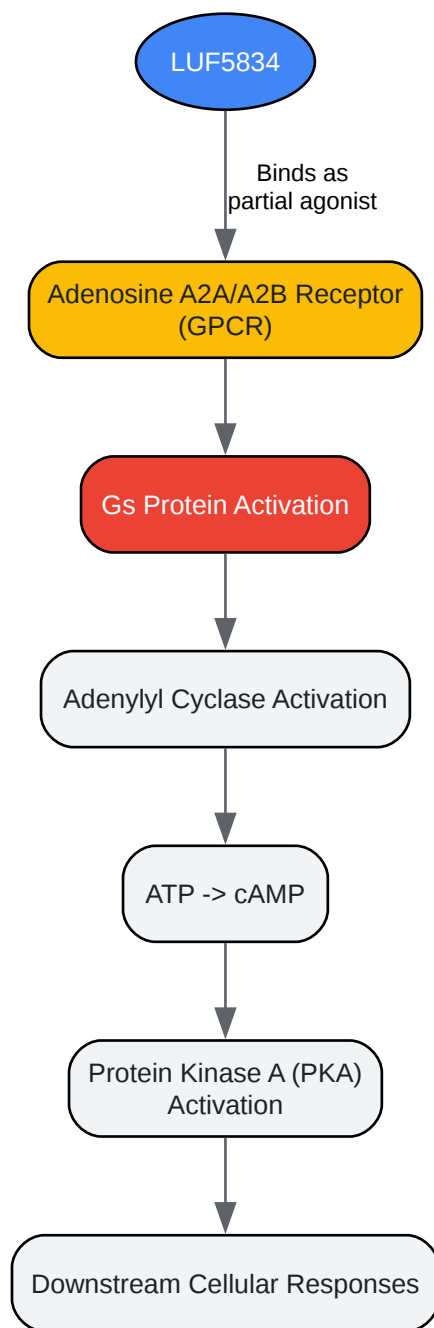 LUF5834
Binds as
partial agonist
Adenosine A2A/A2B Receptor
(GPCR)
Gs Protein Activation
Adenylyl Cyclase Activation
ATP -> cAMP
Protein Kinase A (PKA)
Activation
Downstream Cellular Responses